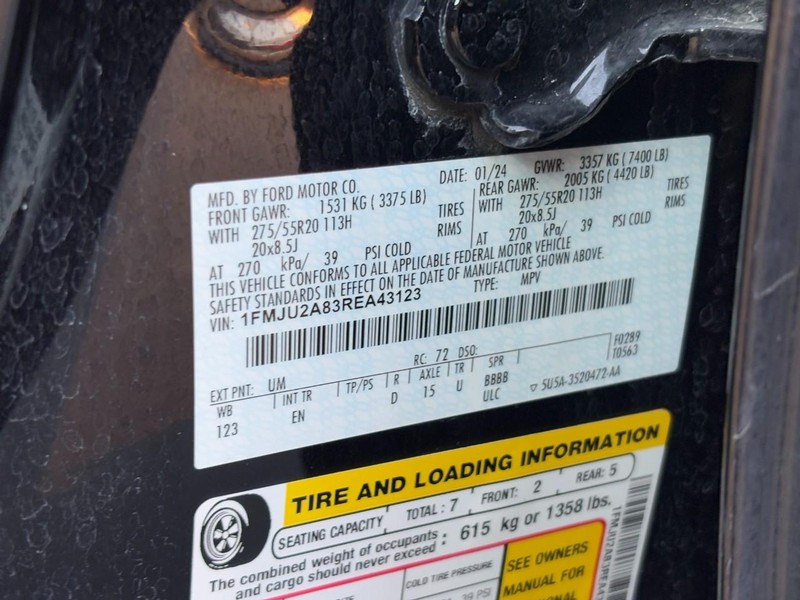 MFD. BY FORD MOTOR CO. DATE: 01/24 GVWR: 3357 KG ( 7400 LB)
FRONT GAWR: 1531 KG ( 3375 LB) REAR GAWR: 2005 KG ( 4420 LB)
WITH 275/55R20 113H TIRES WITH 275/55R20 113H TIRES
20x8.5J RIMS 20x8.5J RIMS
AT 270 kPa/ 39 PSI COLD AT 270 kPa/ 39 PSI COLD
THIS VEHICLE CONFORMS TO ALL APPLICABLE FEDERAL MOTOR VEHICLE
SAFETY STANDARDS IN EFFECT ON THE DATE OF MANUFACTURE SHOWN ABOVE.
VIN: 1FMJU2A83REA43123 TYPE: MPV
F0289
T0563
EXT PNT: UM RC: 72 DSO:
WB INT TR TP/PS R AXLE TR SPR
123 EN D 15 U BBBB
ULC ▽ 5U5A-3520472-AA
TIRE AND LOADING INFORMATION
SEATING CAPACITY TOTAL : 7 FRONT: 2 REAR: 5
The combined weight of occupants
and cargo should never exceed : 615 kg or 1358 lbs.
COLD TIRE PRESSURE
SEE OWNERS
MANUAL FOR